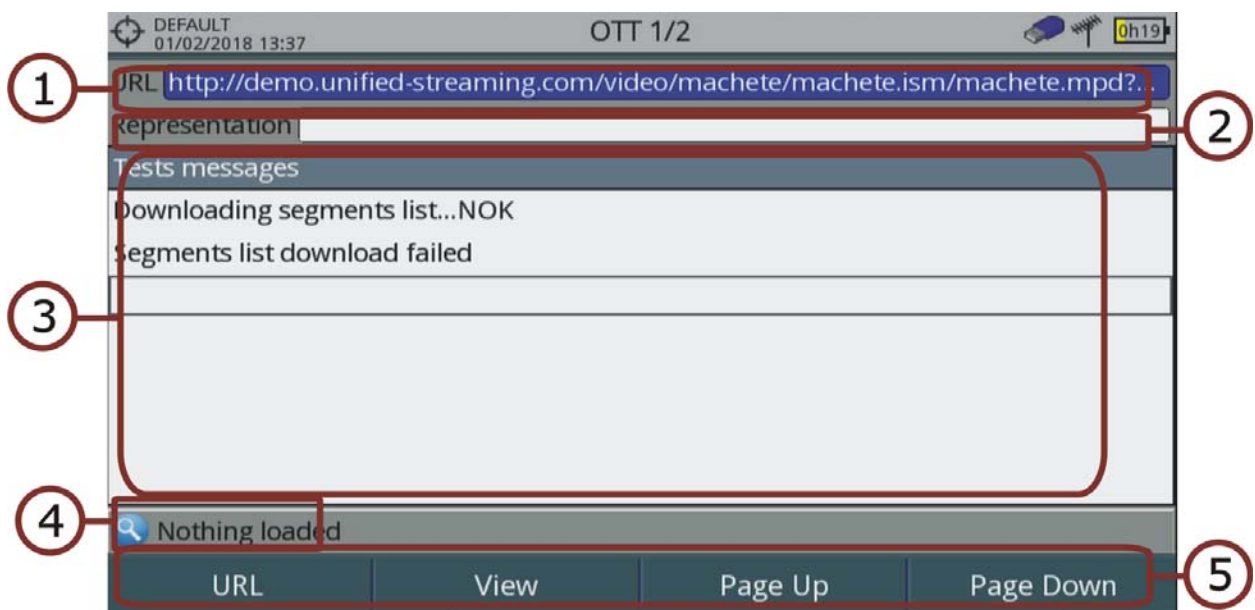 DEFAULT
01/02/2018 13:37
OTT 1/2
0h19
1
URL http://demo.unified-streaming.com/video/machete/machete.ism/machete.mpd?...
Representation
2
Tests messages
Downloading segments list...NOK
Segments list download failed
3
4
Nothing loaded
URL View Page Up Page Down
5